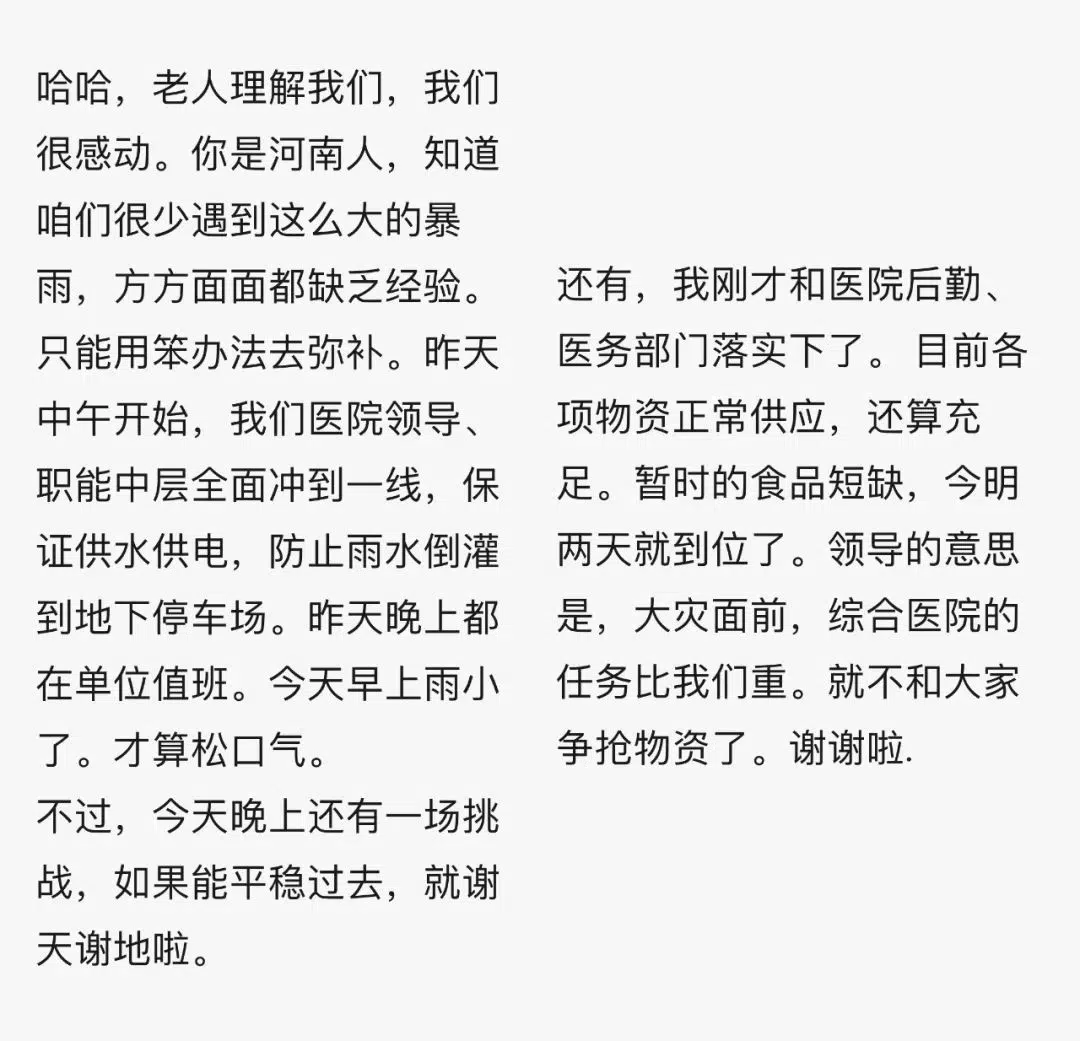 哈哈，老人理解我们，我们
很感动。你是河南人，知道
咱们很少遇到这么大的暴
雨，方方面面都缺乏经验。
只能用笨办法去弥补。昨天
中午开始，我们医院领导、
职能中层全面冲到一线，保
证供水供电，防止雨水倒灌
到地下停车场。昨天晚上都
在单位值班。今天早上雨小
了。才算松口气。
不过，今天晚上还有一场挑
战，如果能平稳过去，就谢
天谢地啦。
还有，我刚才和医院后勤、
医务部门落实下了。 目前各
项物资正常供应，还算充
足。暂时的食品短缺，今明
两天就到位了。领导的意思
是，大灾面前，综合医院的
任务比我们重。就不和大家
争抢物资了。谢谢啦.